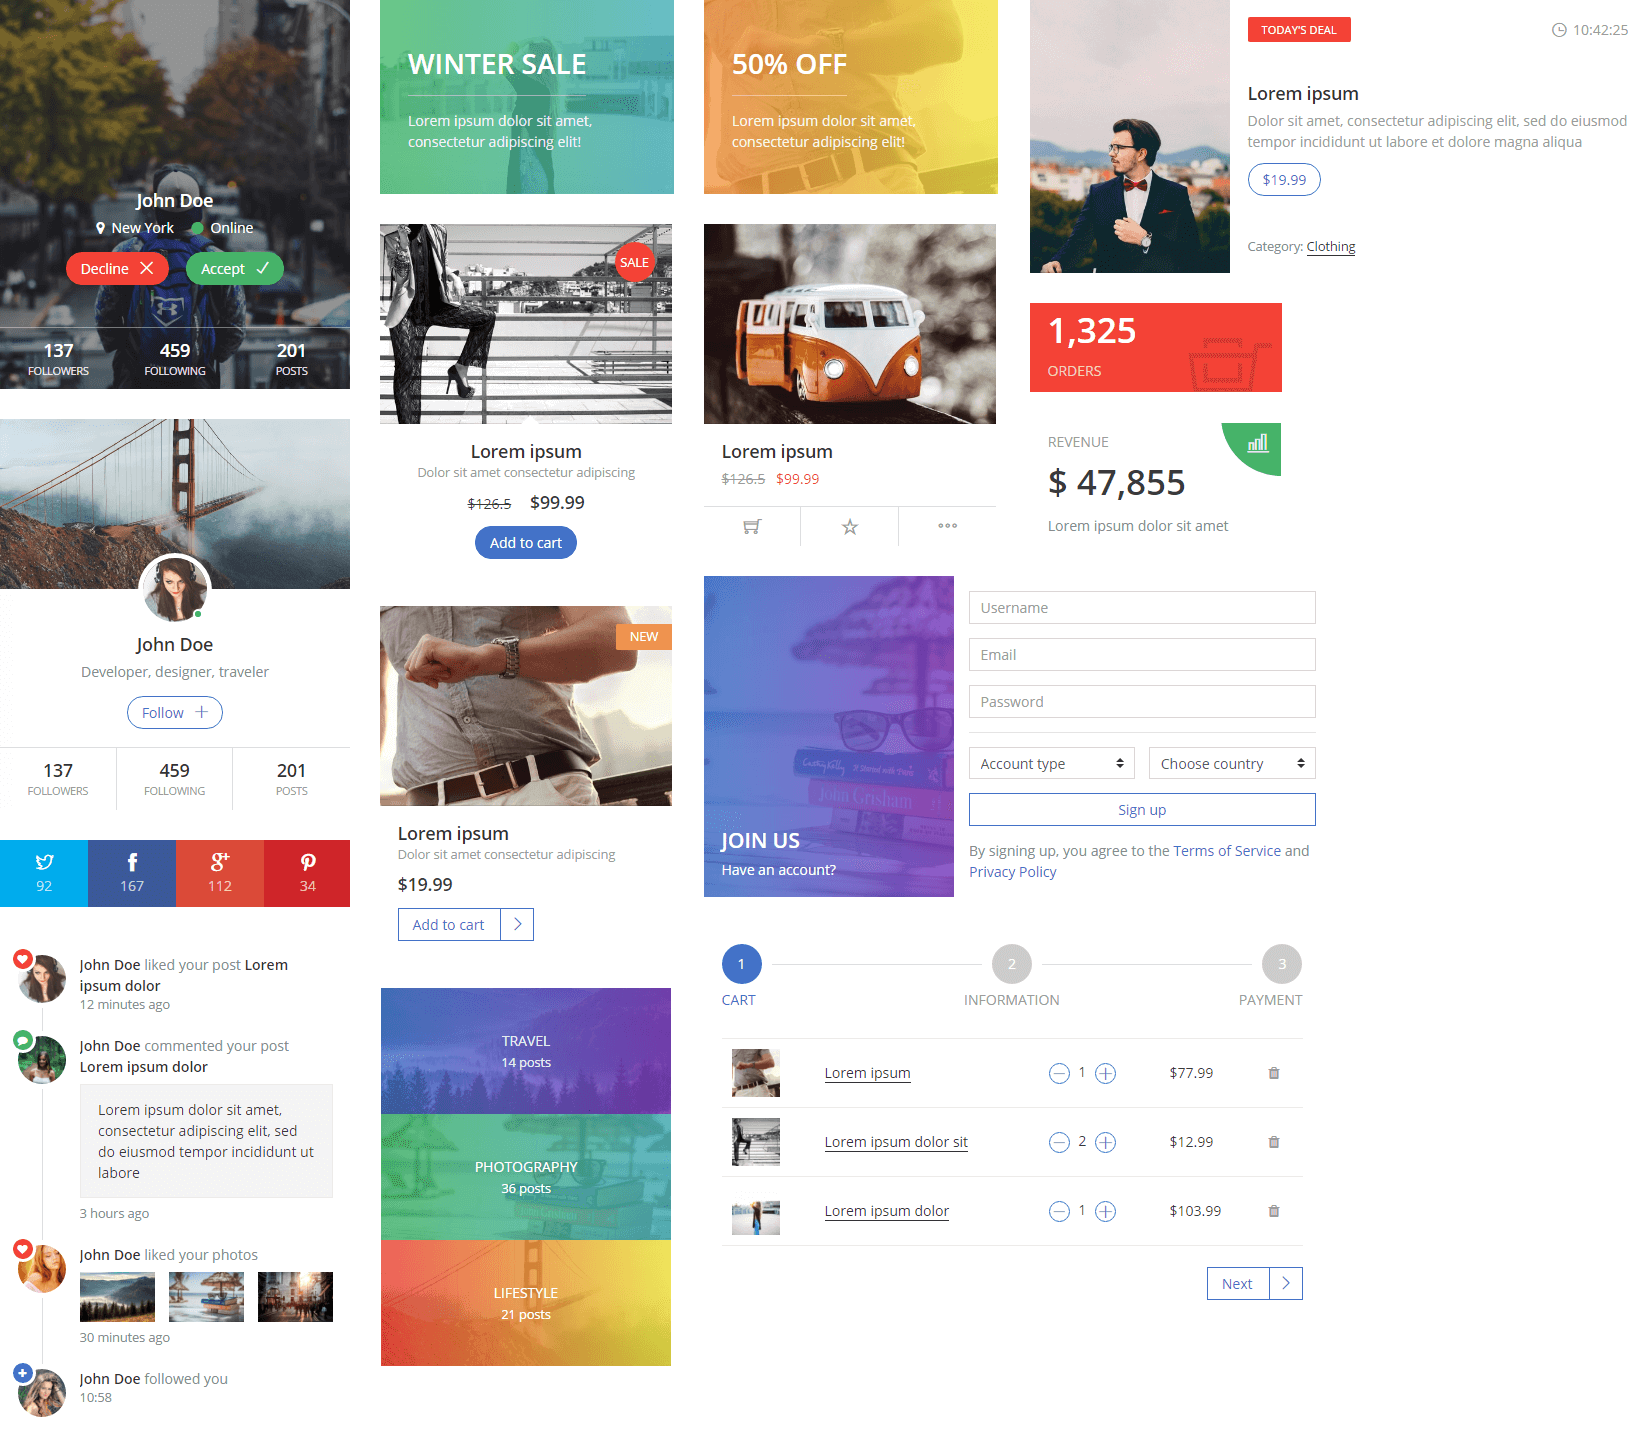 John Doe
New York
Online
Decline
Accept
137
459
201
FOLLOWERS
FOLLOWING
POSTS
John Doe
Developer, designer, traveler
Follow
137
459
201
FOLLOWERS
FOLLOWING
POSTS
92
167
112
34
John Doe liked your post Lorem
ipsum dolor
12 minutes ago
John Doe commented your post
Lorem ipsum dolor
Lorem ipsum dolor sit amet,
consectetur adipiscing elit, sed
do eiusmod tempor incididunt ut
labore
3 hours ago
John Doe liked your photos
30 minutes ago
John Doe followed you
10:58
WINTER SALE
Lorem ipsum dolor sit amet,
consectetur adipiscing elit!
SALE
Lorem ipsum
Dolor sit amet consectetur adipiscing
$126.5 $99.99
Add to cart
NEW
Lorem ipsum
Dolor sit amet consectetur adipiscing
$19.99
Add to cart
TRAVEL
14 posts
PHOTOGRAPHY
36 posts
LIFESTYLE
21 posts
50% OFF
Lorem ipsum dolor sit amet,
consectetur adipiscing elit!
Lorem ipsum
$126.5 $99.99
TODAY'S DEAL
10:42:25
Lorem ipsum
Dolor sit amet, consectetur adipiscing elit, sed do eiusmod
tempor incididunt ut labore et dolore magna aliqua
$19.99
Category: Clothing
1,325
ORDERS
REVENUE
$ 47,855
Lorem ipsum dolor sit amet
John Grisham
JOIN US
Have an account?
Username
Email
Password
Account type
Choose country
Sign up
By signing up, you agree to the Terms of Service and
Privacy Policy
1
2
3
CART
INFORMATION
PAYMENT
Lorem ipsum
1
$77.99
Lorem ipsum dolor sit
2
$12.99
Lorem ipsum dolor
1
$103.99
Next